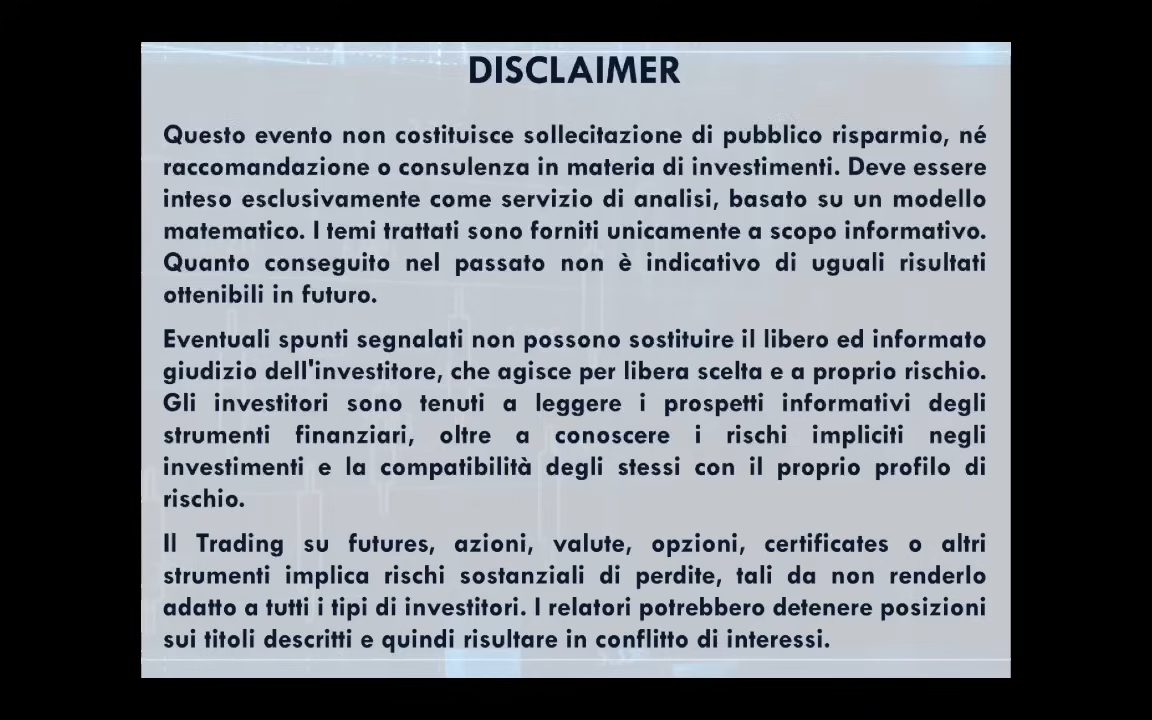 DISCLAIMER
Questo evento non costituisce sollecitazione di pubblico risparmio, né
raccomandazione o consulenza in materia di investimenti. Deve essere
inteso esclusivamente come servizio di analisi, basato su un modello
matematico. I temi trattati sono forniti unicamente a scopo informativo.
Quanto conseguito nel passato non è indicativo di uguali risultati
ottenibili in futuro.
Eventuali spunti segnalati non possono sostituire il libero ed informato
giudizio dell'investitore, che agisce per libera scelta e a proprio rischio.
Gli investitori sono tenuti a leggere i prospetti informativi degli
strumenti finanziari, oltre a conoscere i rischi impliciti negli
investimenti e la compatibilità degli stessi con il proprio profilo di
rischio.
Il Trading su futures, azioni, valute, opzioni, certificates o altri
strumenti implica rischi sostanziali di perdite, tali da non renderlo
adatto a tutti i tipi di investitori. I relatori potrebbero detenere posizioni
sui titoli descritti e quindi risultare in conflitto di interessi.